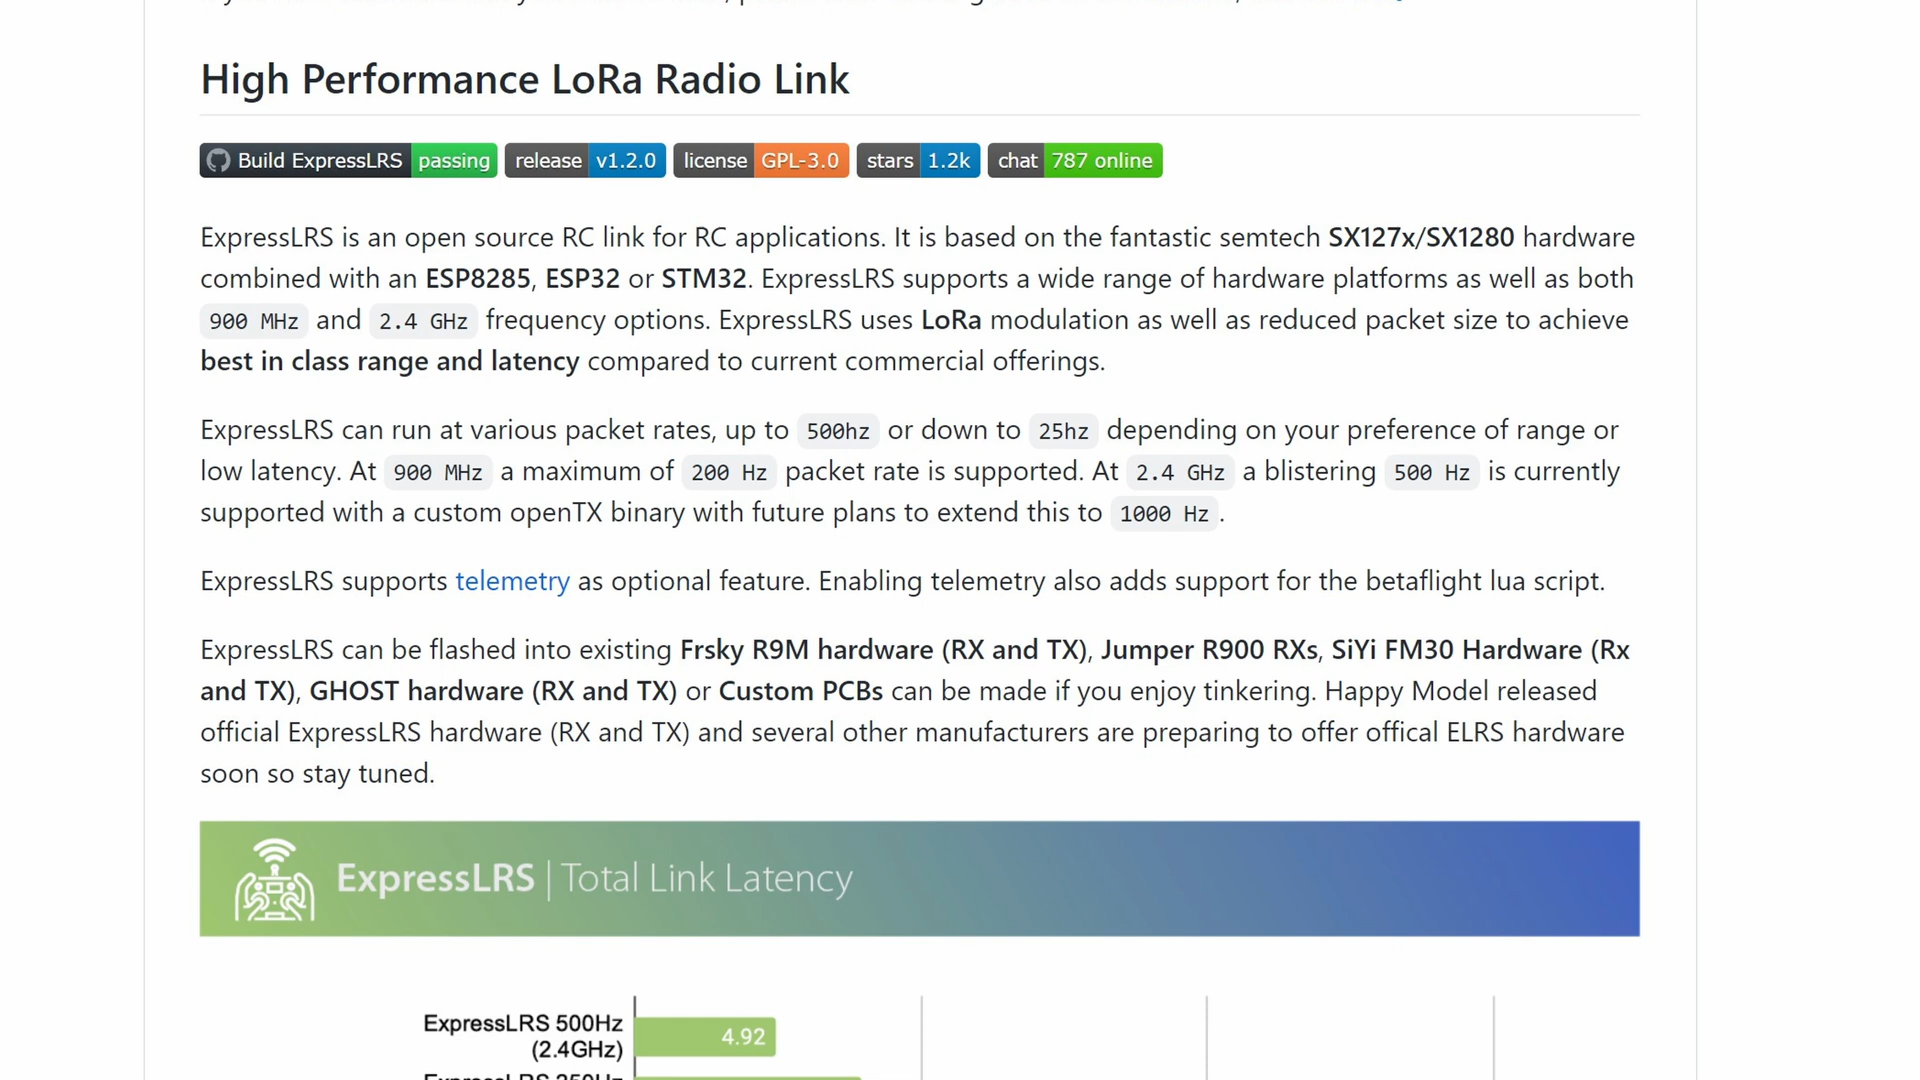 High Performance LoRa Radio Link
Build ExpressLRS passing release v1.2.0 license GPL-3.0 stars 1.2k chat 787 online
ExpressLRS is an open source RC link for RC applications. It is based on the fantastic semtech SX127x/SX1280 hardware
combined with an ESP8285, ESP32 or STM32. ExpressLRS supports a wide range of hardware platforms as well as both
900 MHz and 2.4 GHz frequency options. ExpressLRS uses LoRa modulation as well as reduced packet size to achieve
best in class range and latency compared to current commercial offerings.
ExpressLRS can run at various packet rates, up to 500hz or down to 25hz depending on your preference of range or
low latency. At 900 MHz a maximum of 200 Hz packet rate is supported. At 2.4 GHz a blistering 500 Hz is currently
supported with a custom openTX binary with future plans to extend this to 1000 Hz.
ExpressLRS supports telemetry as optional feature. Enabling telemetry also adds support for the betaflight lua script.
ExpressLRS can be flashed into existing Frsky R9M hardware (RX and TX), Jumper R900 RXs, SiYi FM30 Hardware (Rx
and TX), GHOST hardware (RX and TX) or Custom PCBs can be made if you enjoy tinkering. Happy Model released
official ExpressLRS hardware (RX and TX) and several other manufacturers are preparing to offer offical ELRS hardware
soon so stay tuned.
ExpressLRS | Total Link Latency
ExpressLRS 500Hz 4.92
(2.4GHz)